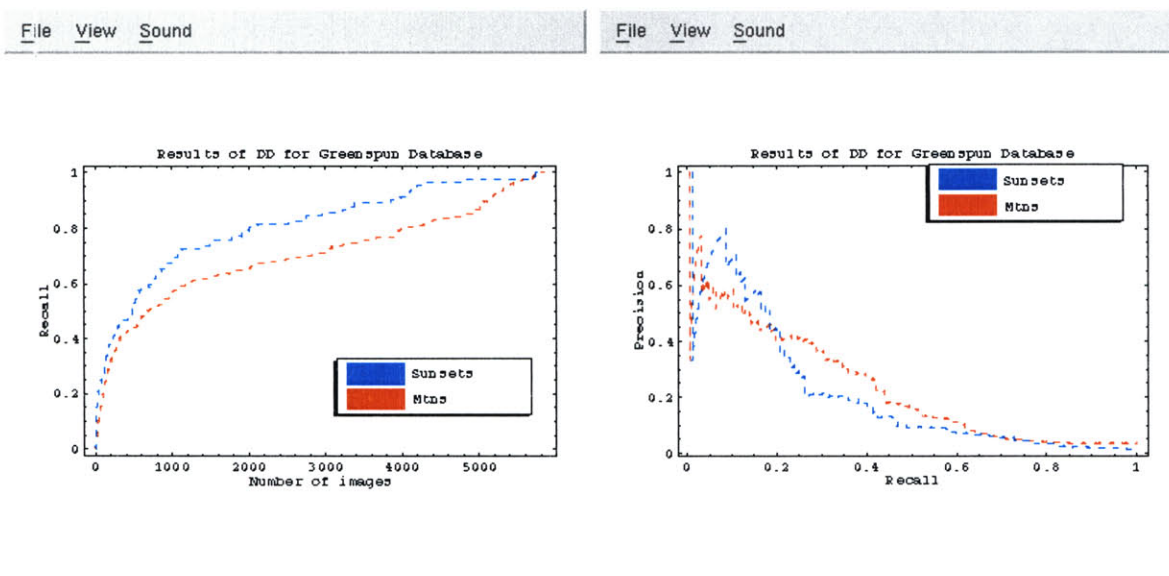 File View Sound
Results of DD for Greenspun Database
1
0.8
0.6
0.4
0.2
0
Recall
Sunsets
Mtns
0 1000 2000 3000 4000 5000
Number of images
File View Sound
Results of DD for Greenspun Database
Sunsets
Mtns
1
0.8
0.6
0.4
0.2
0
Precision
0 0.2 0.4 0.6 0.8 1
Recall